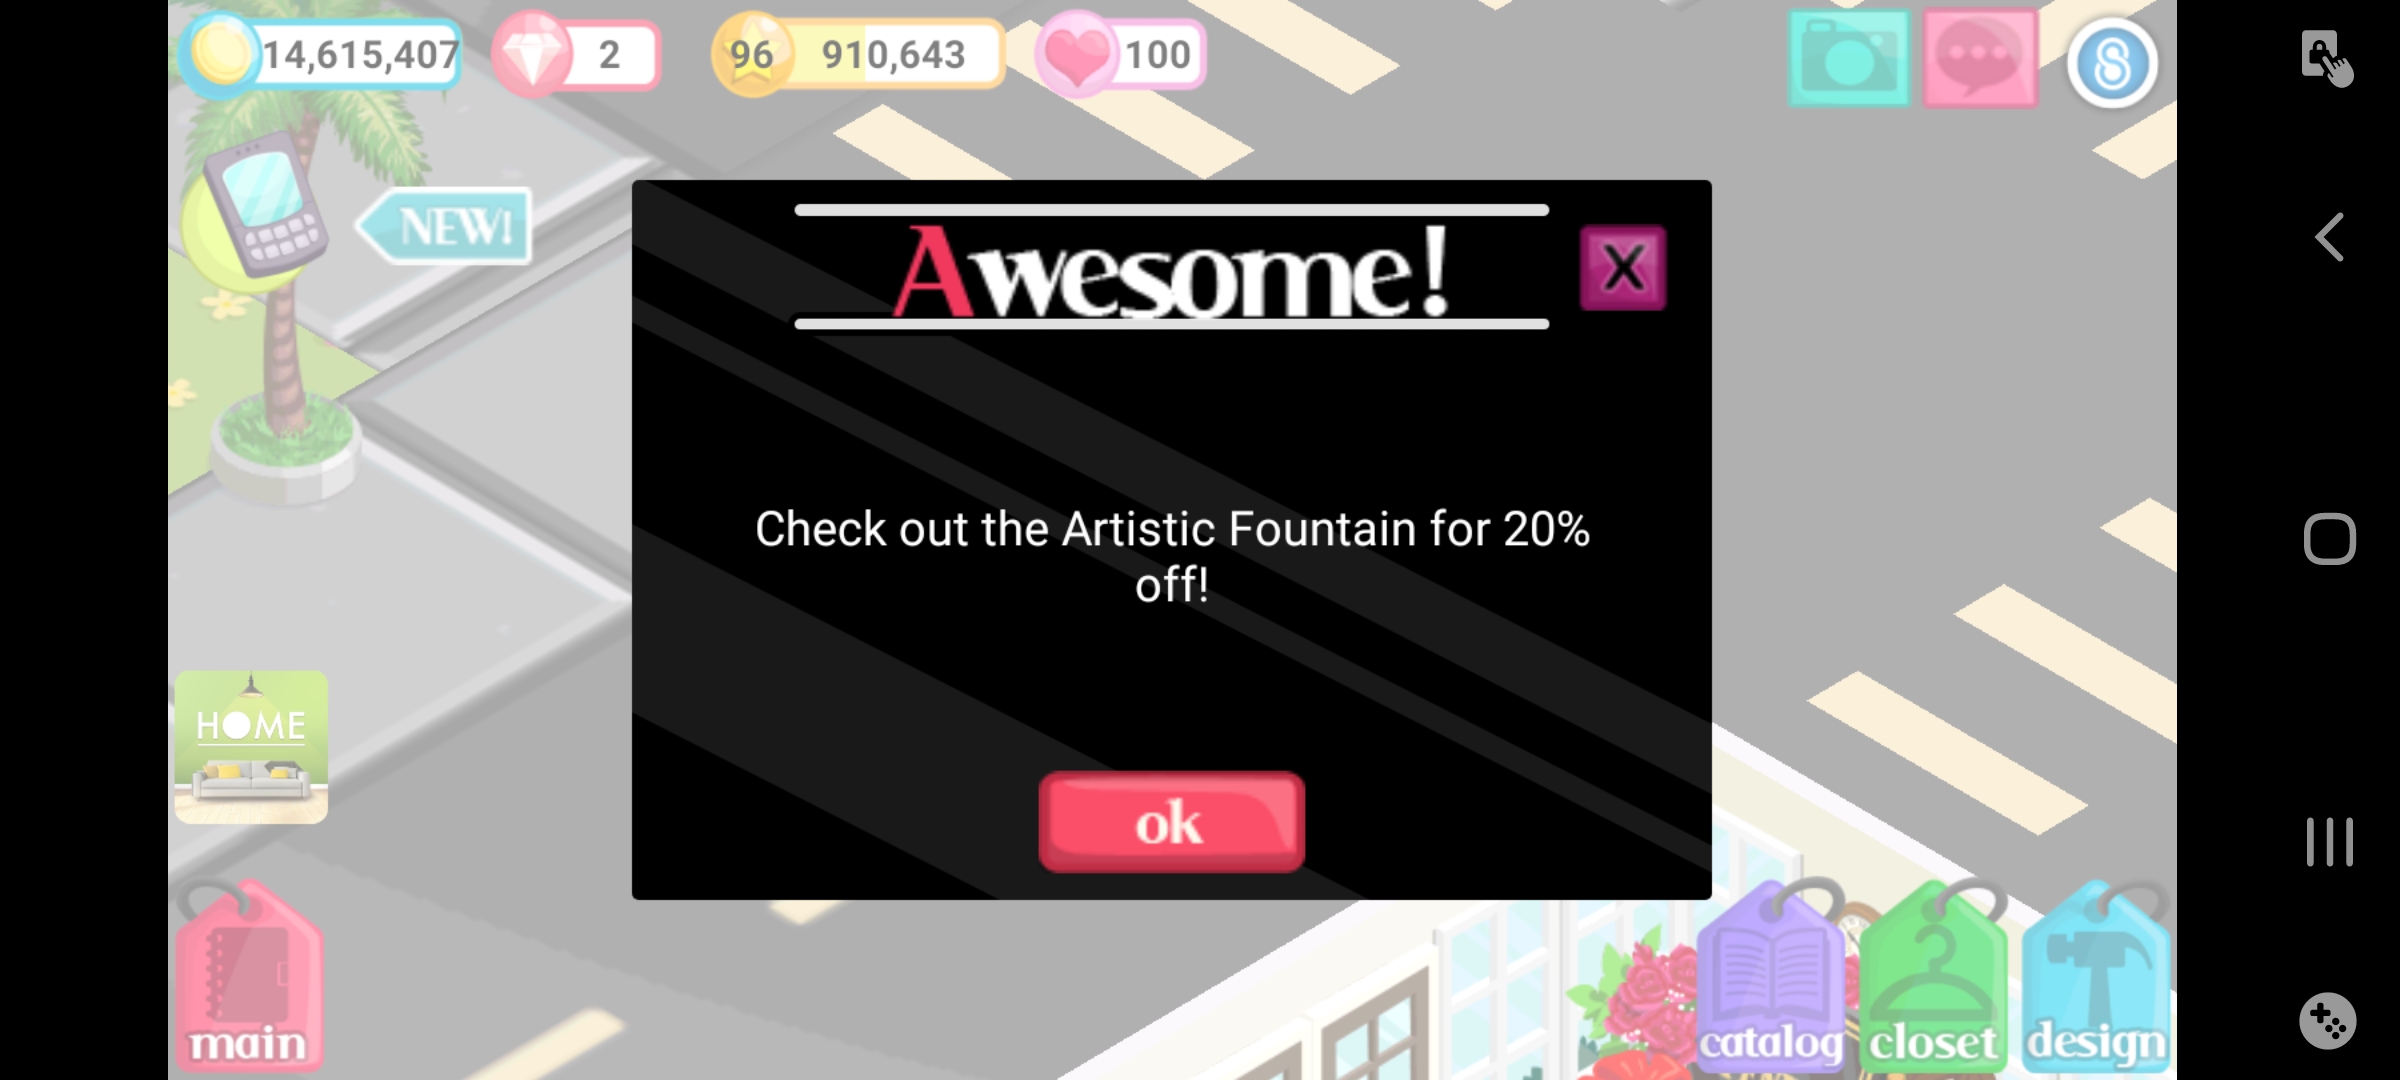 14,615,407
2
96
910,643
100
NEW!
Awesome!
X
Check out the Artistic Fountain for 20%
off!
HOME
ok
main
catalog
closet
design